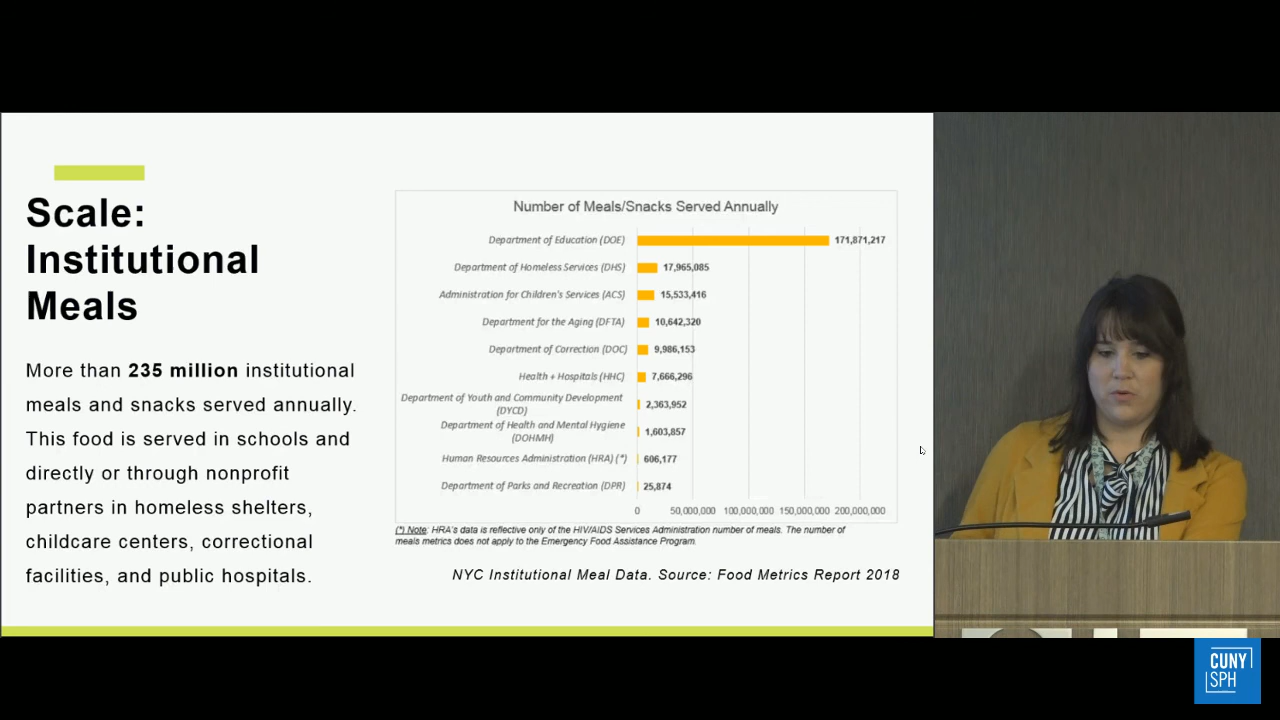 Scale:
Institutional
Meals
More than 235 million institutional
meals and snacks served annually.
This food is served in schools and
directly or through nonprofit
partners in homeless shelters,
childcare centers, correctional
facilities, and public hospitals.
Number of Meals/Snacks Served Annually
Department of Education (DOE) 171,871,217
Department of Homeless Services (DHS) 17,965,085
Administration for Children's Services (ACS) 15,533,416
Department for the Aging (DFTA) 10,642,320
Department of Correction (DOC) 9,986,153
Health + Hospitals (HHC) 7,666,296
Department of Youth and Community Development
(DYCD) 2,363,952
Department of Health and Mental Hygiene
(DOHMH) 1,603,857
Human Resources Administration (HRA) (*) 606,177
Department of Parks and Recreation (DPR) 25,874
0 50,000,000 100,000,000 150,000,000 200,000,000
(*) Note: HRA's data is reflective only of the HIV/AIDS Services Administration number of meals. The number of
meals metrics does not apply to the Emergency Food Assistance Program.
NYC Institutional Meal Data. Source: Food Metrics Report 2018
CUNY
SPH